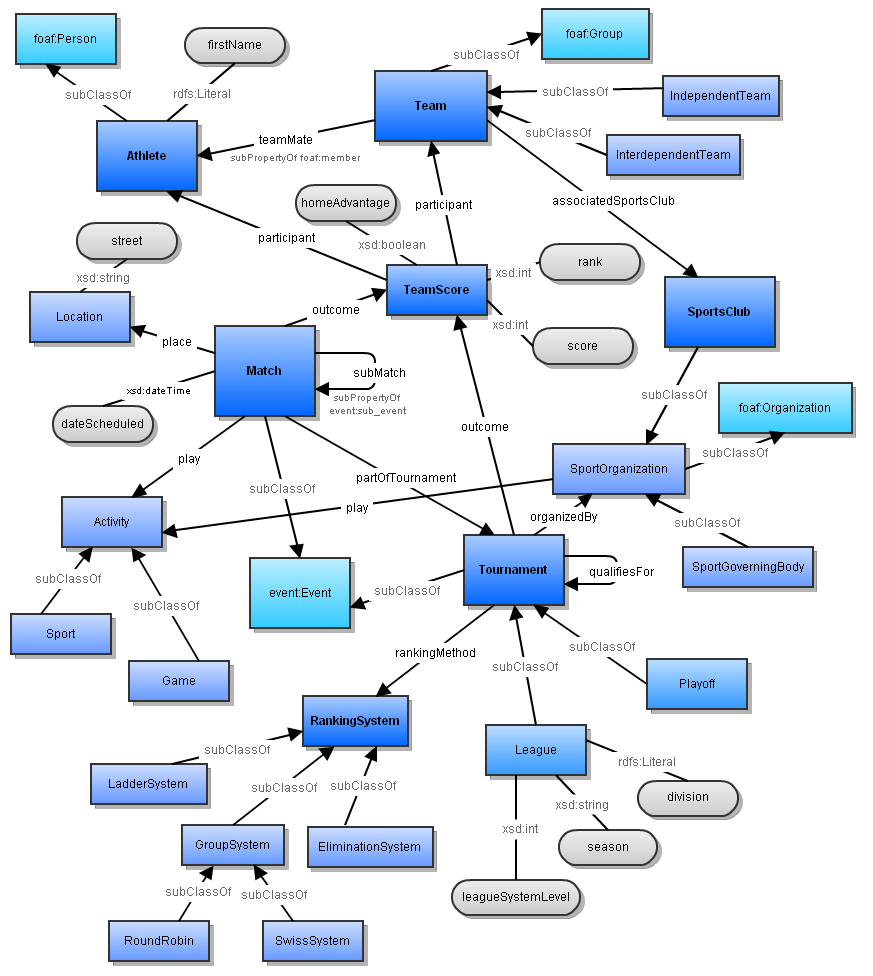 foaf:Person
firstName
foaf:Group
subClassOf
subClassOf
rdfs:Literal
Team
subClassOf
IndependentTeam
teamMate
subClassOf
Athlete
subPropertyOf foaf:member
InterdependentTeam
homeAdvantage
participant
associatedSportsClub
street
participant
xsd:boolean
xsd:string
rank
xsd:int
TeamScore
Location
outcome
SportsClub
xsd:int
place
score
Match
subMatch
xsd:dateTime
subPropertyOf
event:sub_event
subClassOf
foaf:Organization
dateScheduled
outcome
subClassOf
play
SportOrganization
partOfTournament
subClassOf
play
organizedBy
Activity
subClassOf
Tournament
qualifiesFor
SportGoverningBody
subClassOf
event:Event
subClassOf
subClassOf
Sport
subClassOf
rankingMethod
subClassOf
Game
Playoff
RankingSystem
subClassOf
League
rdfs:Literal
LadderSystem
subClassOf
subClassOf
division
xsd:string
xsd:int
GroupSystem
EliminationSystem
season
subClassOf
subClassOf
leagueSystemLevel
RoundRobin
SwissSystem